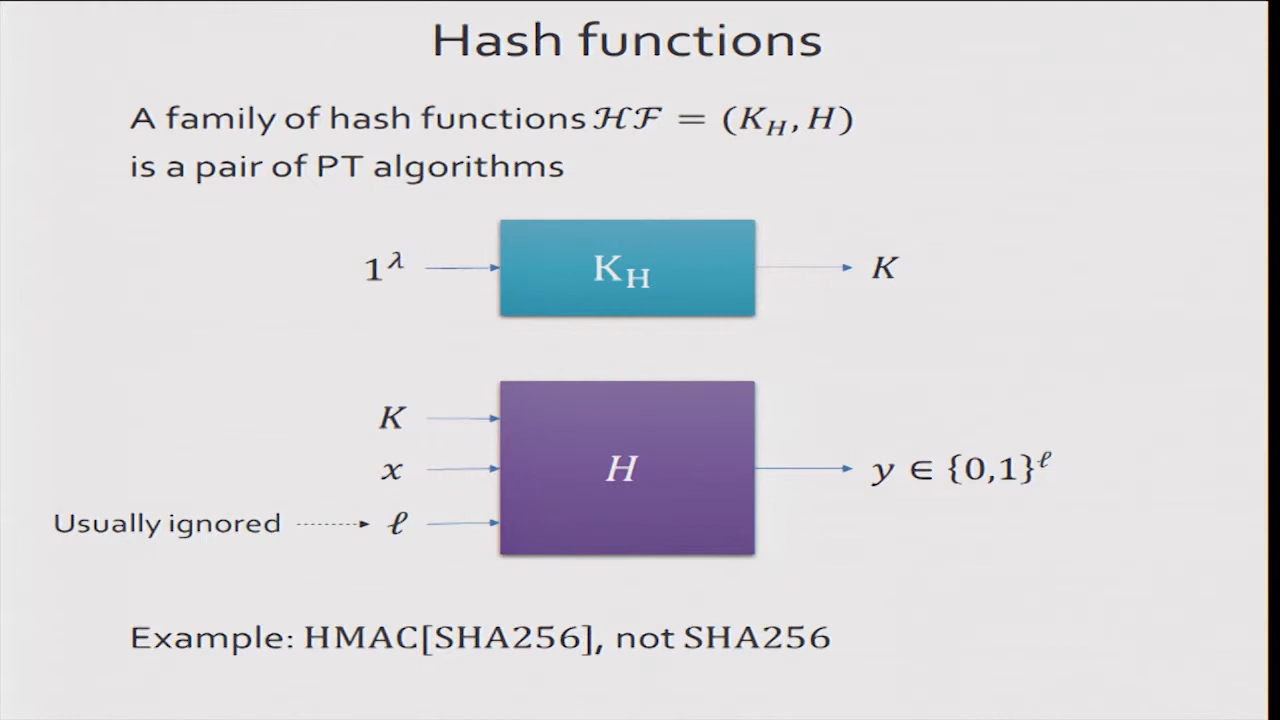 Hash functions
A family of hash functions ℋℱ = (K_H, H)
is a pair of PT algorithms
1^λ
K_H
K
K
x
H
y ∈ {0,1}^ℓ
Usually ignored
ℓ
Example: HMAC[SHA256], not SHA256